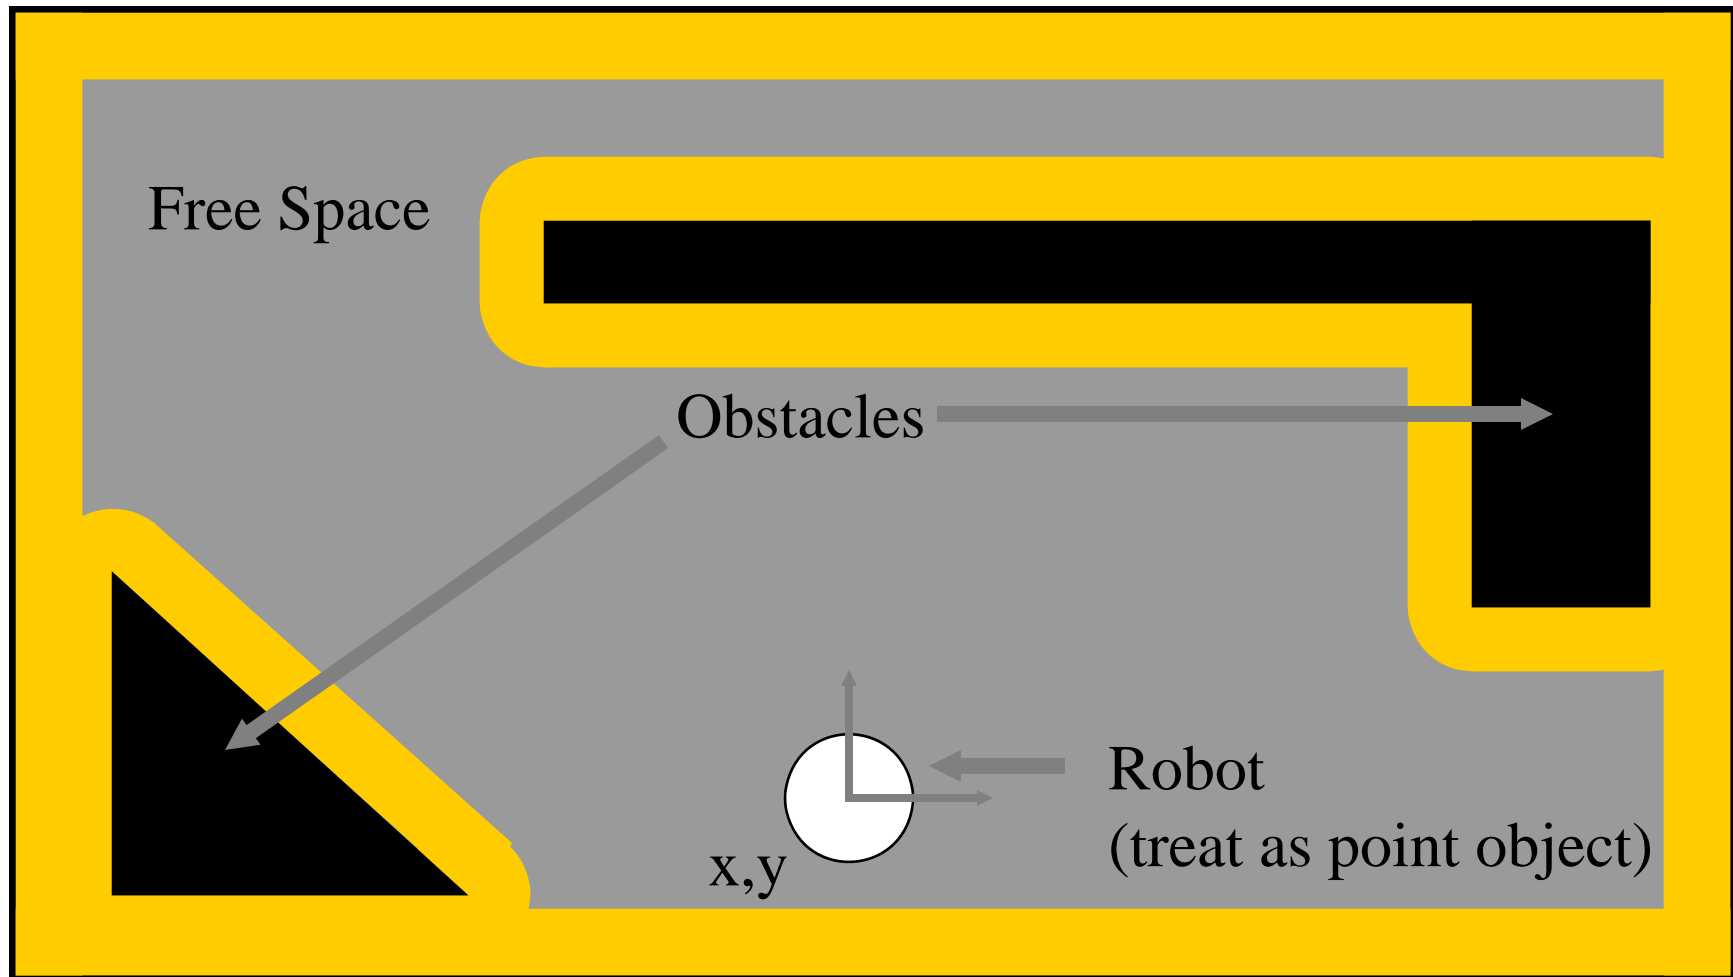 Free Space
Obstacles
Robot
(treat as point object)
x,y